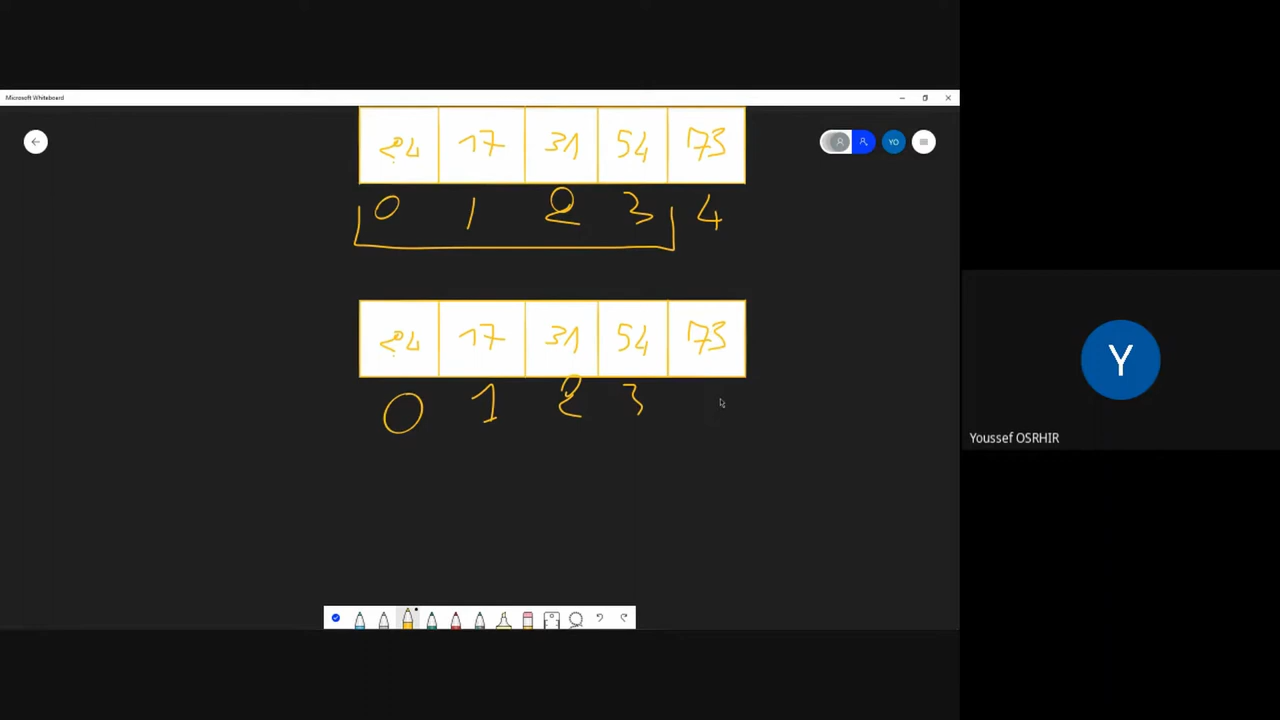 Microsoft Whiteboard
24 17 31 54 73
YO
0 1 2 3 4
24 17 31 54 73
Y
0 1 2 3
Youssef OSRHIR